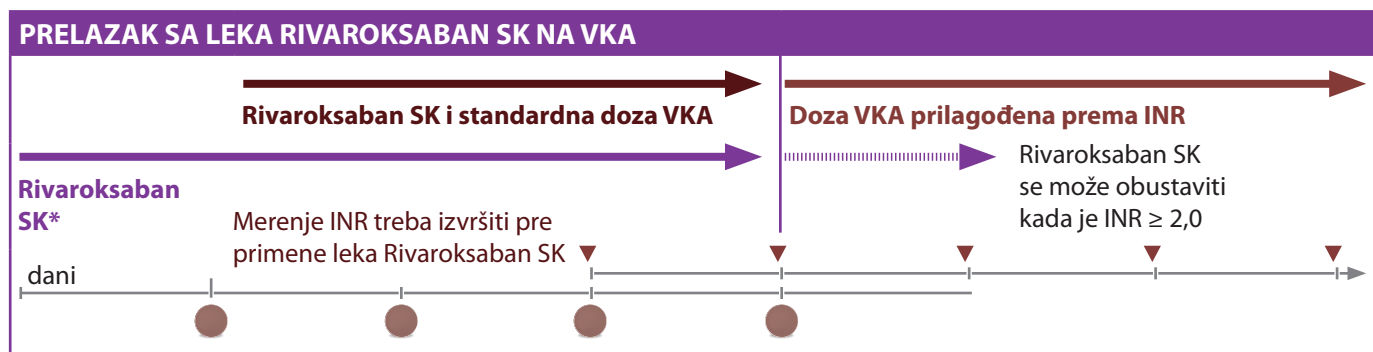 PRELAZAK SA LEKA RIVAROKSABAN SK NA VKA
Rivaroksaban SK i standardna doza VKA
Doza VKA prilagođena prema INR
Rivaroksaban
SK*
Rivaroksaban SK
se može obustaviti
kada je INR ≥ 2,0
Merenje INR treba izvršiti pre
primene leka Rivaroksaban SK
dani